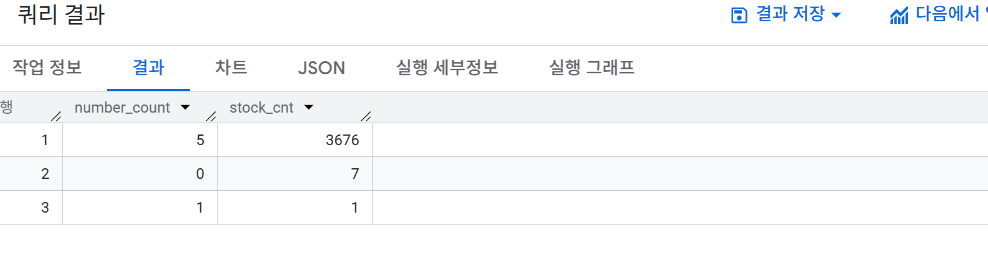 쿼리 결과
결과 저장
다음에서
작업 정보 결과 차트 JSON 실행 세부정보 실행 그래프
행 number_count stock_cnt
1 5 3676
2 0 7
3 1 1